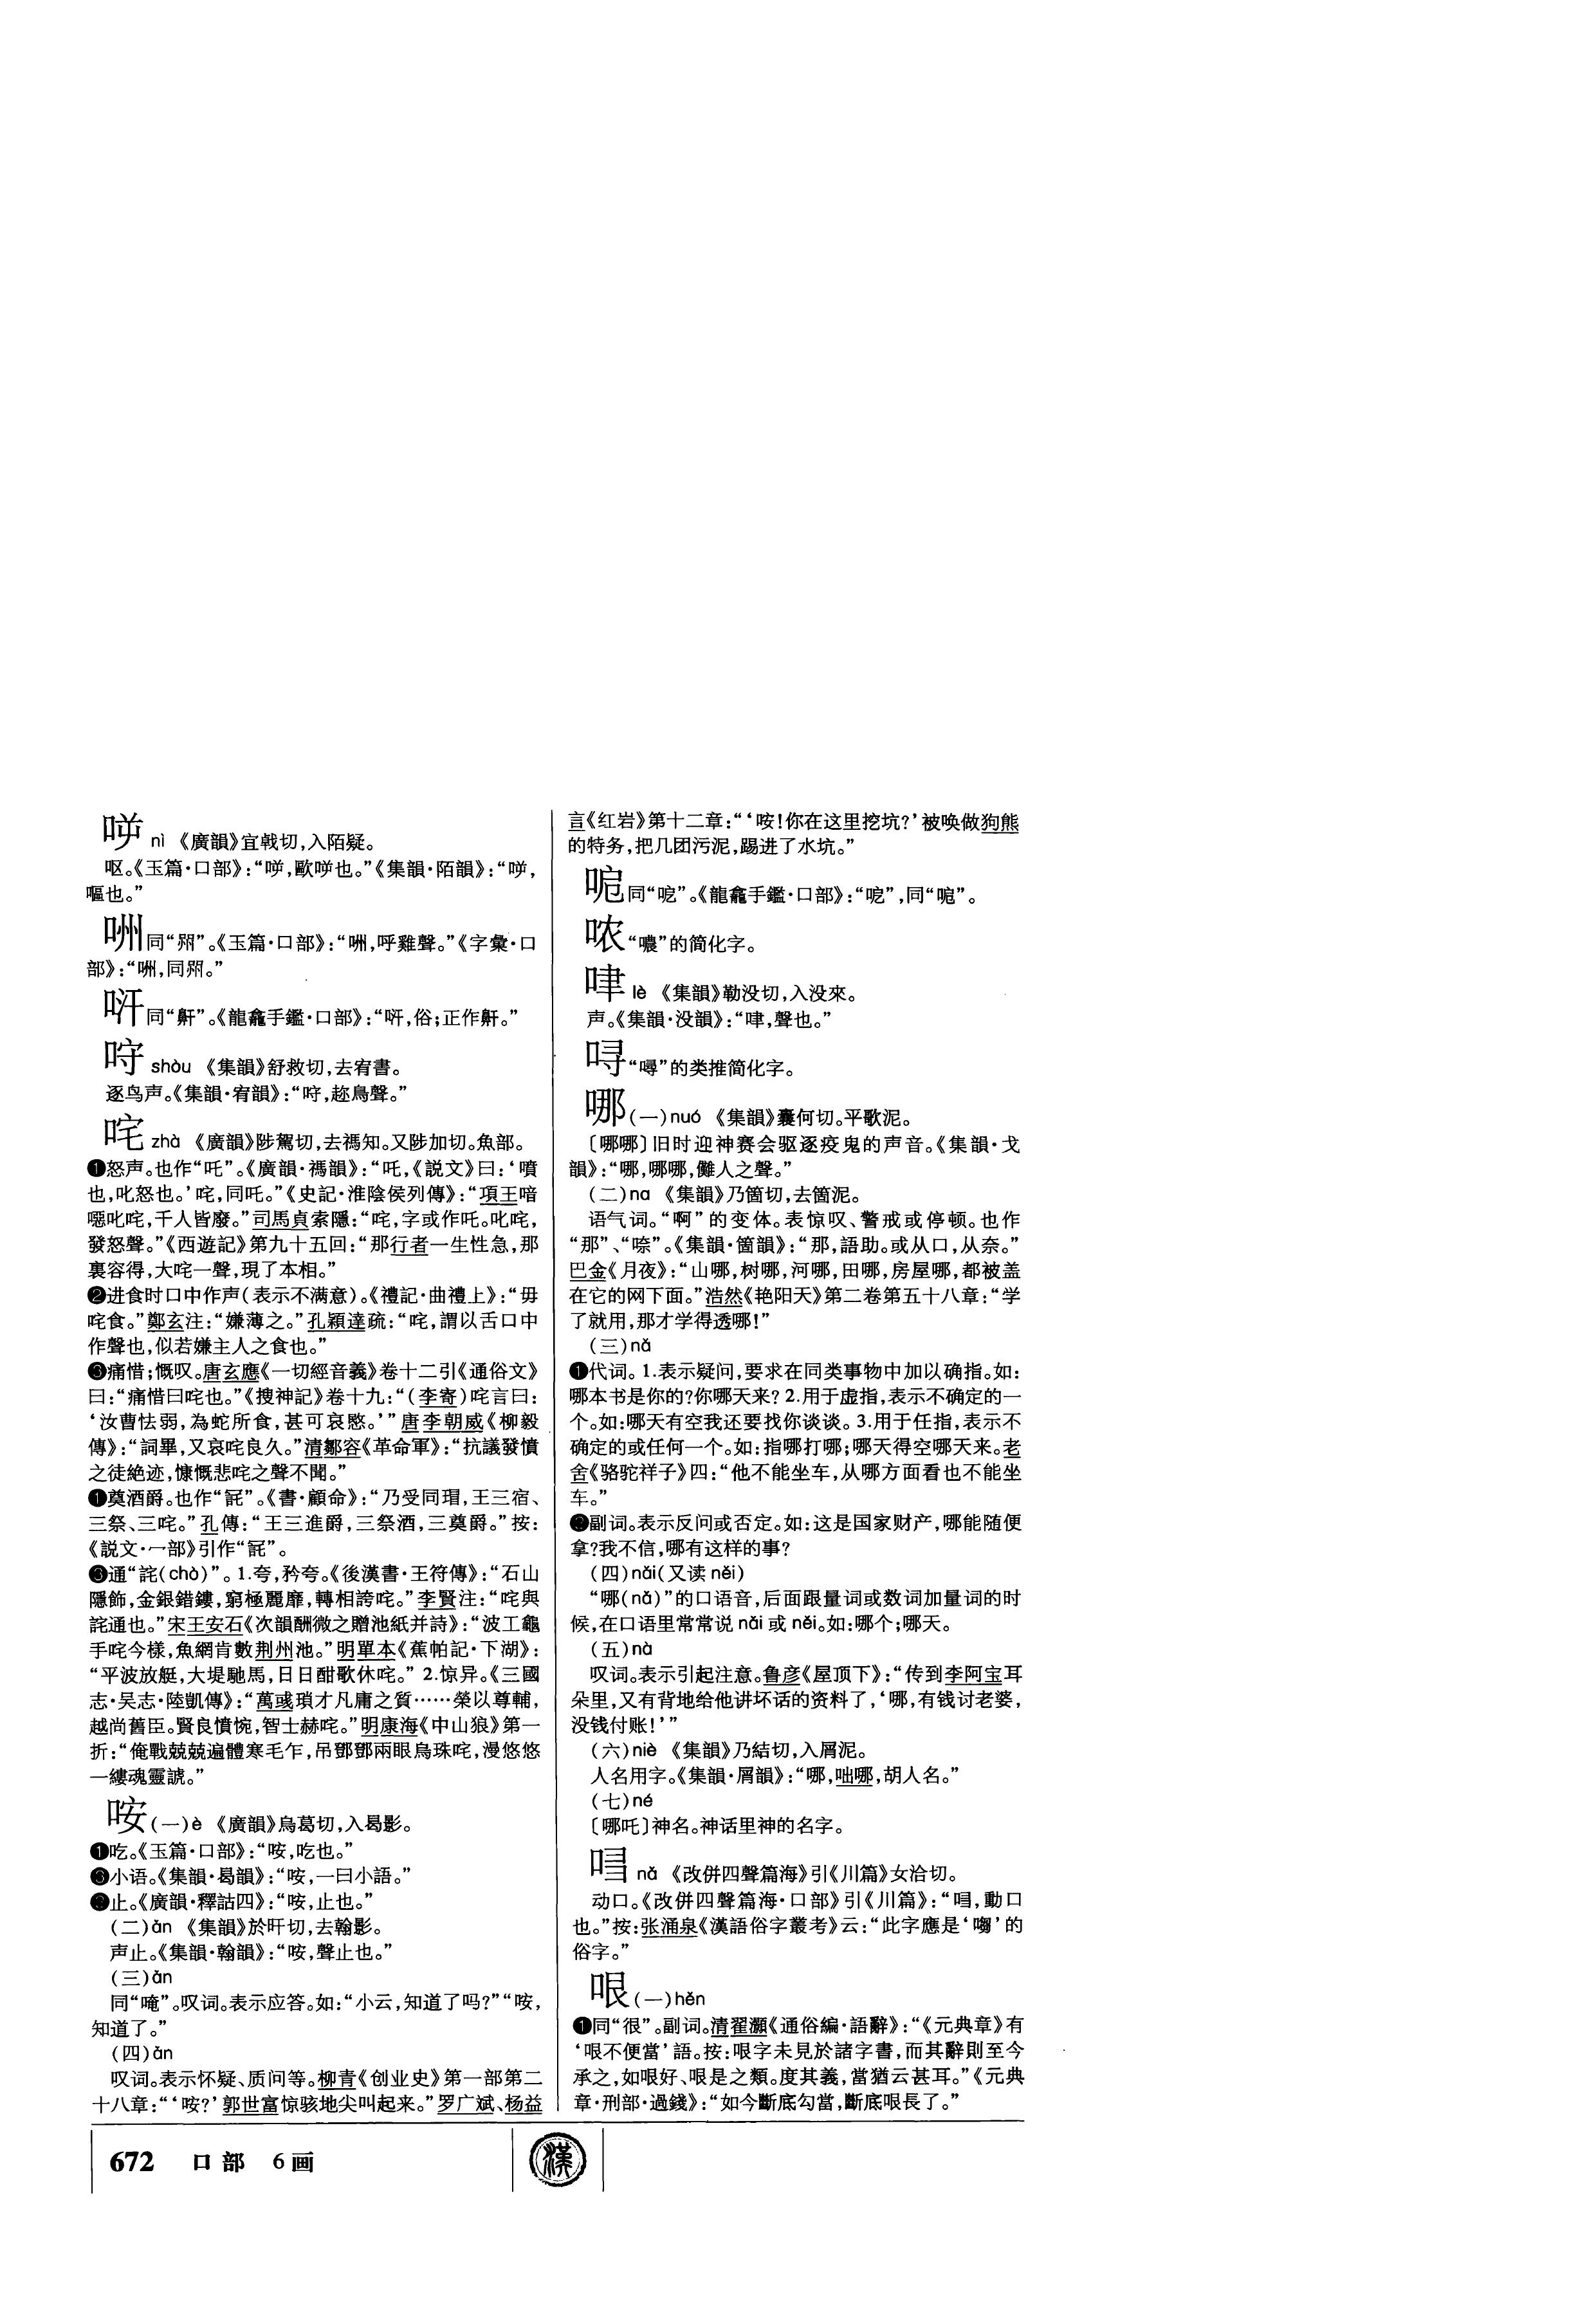 㖕 nì 《廣韻》宜戟切，入陌疑。
呕。《玉篇·口部》：“㖕，歐㖕也。”《集韻·陌韻》：“㖕，
嘔也。”
㖄同“喌”。《玉篇·口部》：“㖄，呼雞聲。”《字彙·口
部》：“㖄，同喌。”
同“鼾”。《龍龕手鑑·口部》：“，俗；正作鼾。”
shòu 《集韻》舒救切，去宥書。
逐鸟声。《集韻·宥韻》：“，趂鳥聲。”
咤 zhà 《廣韻》陟駕切，去禡知。又陟加切。魚部。
❶怒声。也作“吒”。《廣韻·禡韻》：“吒，《説文》曰：‘噴
也，叱怒也。’咤，同吒。”《史記·淮陰侯列傳》：“項王喑
噁叱咤，千人皆廢。”司馬貞索隱：“咤，字或作吒。叱咤，
發怒聲。”《西遊記》第九十五回：“那行者一生性急，那
裏容得，大咤一聲，現了本相。”
❷进食时口中作声（表示不满意）。《禮記·曲禮上》：“毋
咤食。”鄭玄注：“嫌薄之。”孔穎達疏：“咤，謂以舌口中
作聲也，似若嫌主人之食也。”
❸痛惜；慨叹。唐玄應《一切經音義》卷十二引《通俗文》
曰：“痛惜曰咤也。”《搜神記》卷十九：“（李寄）咤言曰：
‘汝曹怯弱，為蛇所食，甚可哀愍。’”唐李朝威《柳毅
傳》：“詞畢，又哀咤良久。”清鄒容《革命軍》：“抗議發憤
之徒絶迹，慷慨悲咤之聲不聞。”
❶奠酒爵。也作“㓃”。《書·顧命》：“乃受同瑁，王三宿、
三祭、三咤。”孔傳：“王三進爵，三祭酒，三奠爵。”按：
《説文·冖部》引作“㓃”。
❸通“詫（chò）”。1.夸，矜夸。《後漢書·王符傳》：“石山
隱飾，金銀錯鏤，窮極麗靡，轉相誇咤。”李賢注：“咤與
詫通也。”宋王安石《次韻酬微之贈池紙并詩》：“波工龜
手咤今樣，魚網肯數荆州池。”明單本《蕉帕記·下湖》：
“平波放艇，大堤馳馬，日日酣歌休咤。”2.惊异。《三國
志·吴志·陸凱傳》：“萬彧瑣才凡庸之質……榮以尊輔，
越尚舊臣。賢良憤惋，智士赫咤。”明康海《中山狼》第一
折：“俺戰兢兢遍體寒毛乍，吊鄧鄧兩眼烏珠咤，漫悠悠
一縷魂靈諕。”
咹（一）è 《廣韻》烏葛切，入曷影。
❶吃。《玉篇·口部》：“咹，吃也。”
❸小语。《集韻·曷韻》：“咹，一曰小語。”
❷止。《廣韻·釋詁四》：“咹，止也。”
（二）ǎn 《集韻》於旰切，去翰影。
声止。《集韻·翰韻》：“咹，聲止也。”
（三）ǎn
同“唵”。叹词。表示应答。如：“小云，知道了吗？”“咹，
知道了。”
（四）ǎn
叹词。表示怀疑、质问等。柳青《创业史》第一部第二
十八章：“‘咹？’郭世富惊骇地尖叫起来。”罗广斌、杨益
言《红岩》第十二章：“‘咹！你在这里挖坑？’被唤做狗熊
的特务，把几团污泥，踢进了水坑。”
同“呝”。《龍龕手鑑·口部》：“呝”，同“”。
哝“噥”的简化字。
㖀 lè 《集韻》勒没切，入没來。
声。《集韻·没韻》：“㖀，聲也。”
㖊“噚”的类推简化字。
哪（一）nuó 《集韻》囊何切。平歌泥。
〔哪哪〕旧时迎神赛会驱逐疫鬼的声音。《集韻·戈
韻》：“哪，哪哪，儺人之聲。”
（二）na 《集韻》乃箇切，去箇泥。
语气词。“啊”的变体。表惊叹、警戒或停顿。也作
“那”、“㖠”。《集韻·箇韻》：“那，語助。或从口，从奈。”
巴金《月夜》：“山哪，树哪，河哪，田哪，房屋哪，都被盖
在它的网下面。”浩然《艳阳天》第二卷第五十八章：“学
了就用，那才学得透哪！”
（三）nǎ
❶代词。1.表示疑问，要求在同类事物中加以确指。如：
哪本书是你的？你哪天来？2.用于虚指，表示不确定的一
个。如：哪天有空我还要找你谈谈。3.用于任指，表示不
确定的或任何一个。如：指哪打哪；哪天得空哪天来。老
舍《骆驼祥子》四：“他不能坐车，从哪方面看也不能坐
车。”
❷副词。表示反问或否定。如：这是国家财产，哪能随便
拿？我不信，哪有这样的事？
（四）nǎi（又读něi）
“哪（nǎ）”的口语音，后面跟量词或数词加量词的时
候，在口语里常常说nǎi或něi。如：哪个；哪天。
（五）nà
叹词。表示引起注意。鲁彦《屋顶下》：“传到李阿宝耳
朵里，又有背地给他讲坏话的资料了，‘哪，有钱讨老婆，
没钱付账！’”
（六）niè 《集韻》乃結切，入屑泥。
人名用字。《集韻·屑韻》：“哪，咄哪，胡人名。”
（七）né
〔哪吒〕神名。神话里神的名字。
nǎ 《改併四聲篇海》引《川篇》女洽切。
动口。《改併四聲篇海·口部》引《川篇》：“，動口
也。”按：张涌泉《漢語俗字叢考》云：“此字應是‘㗙’的
俗字。”
哏（一）hěn
❶同“很”。副词。清翟灝《通俗編·語辭》：“《元典章》有
‘哏不便當’語。按：哏字未見於諸字書，而其辭則至今
承之，如哏好、哏是之類。度其義，當猶云甚耳。”《元典
章·刑部·過錢》：“如今斷底勾當，斷底哏長了。”
672 口部 6画
漢